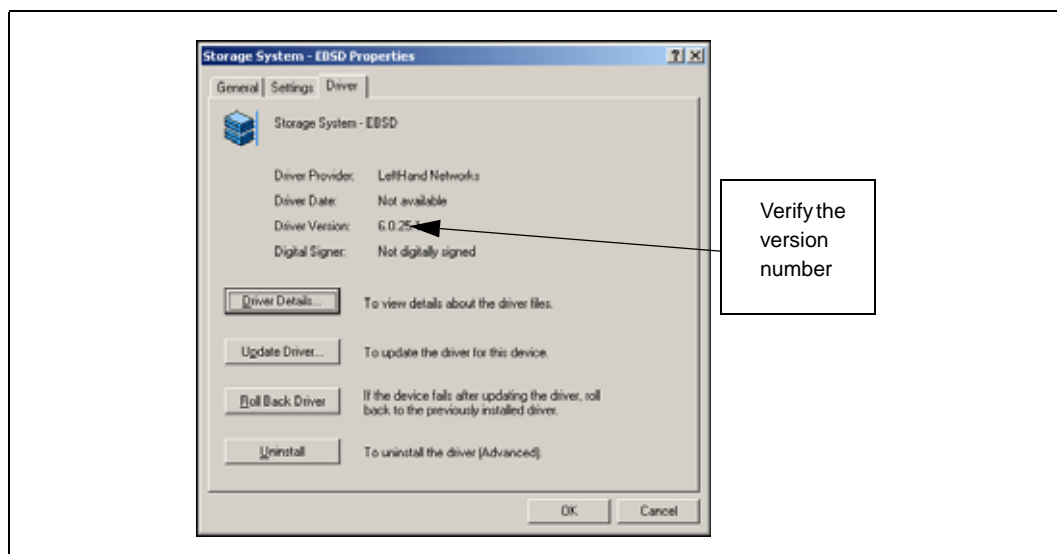 Storage System - EBSD Properties
General Settings Driver
Storage System - EBSD
Driver Provider: LeftHand Networks
Driver Date: Not available
Driver Version: 6.0.25
Digital Signer: Not digitally signed
Driver Details... To view details about the driver files.
Update Driver... To update the driver for this device.
Roll Back Driver If the device fails after updating the driver, roll
back to the previously installed driver.
Uninstall To uninstall the driver (Advanced).
OK Cancel
Verify the
version
number